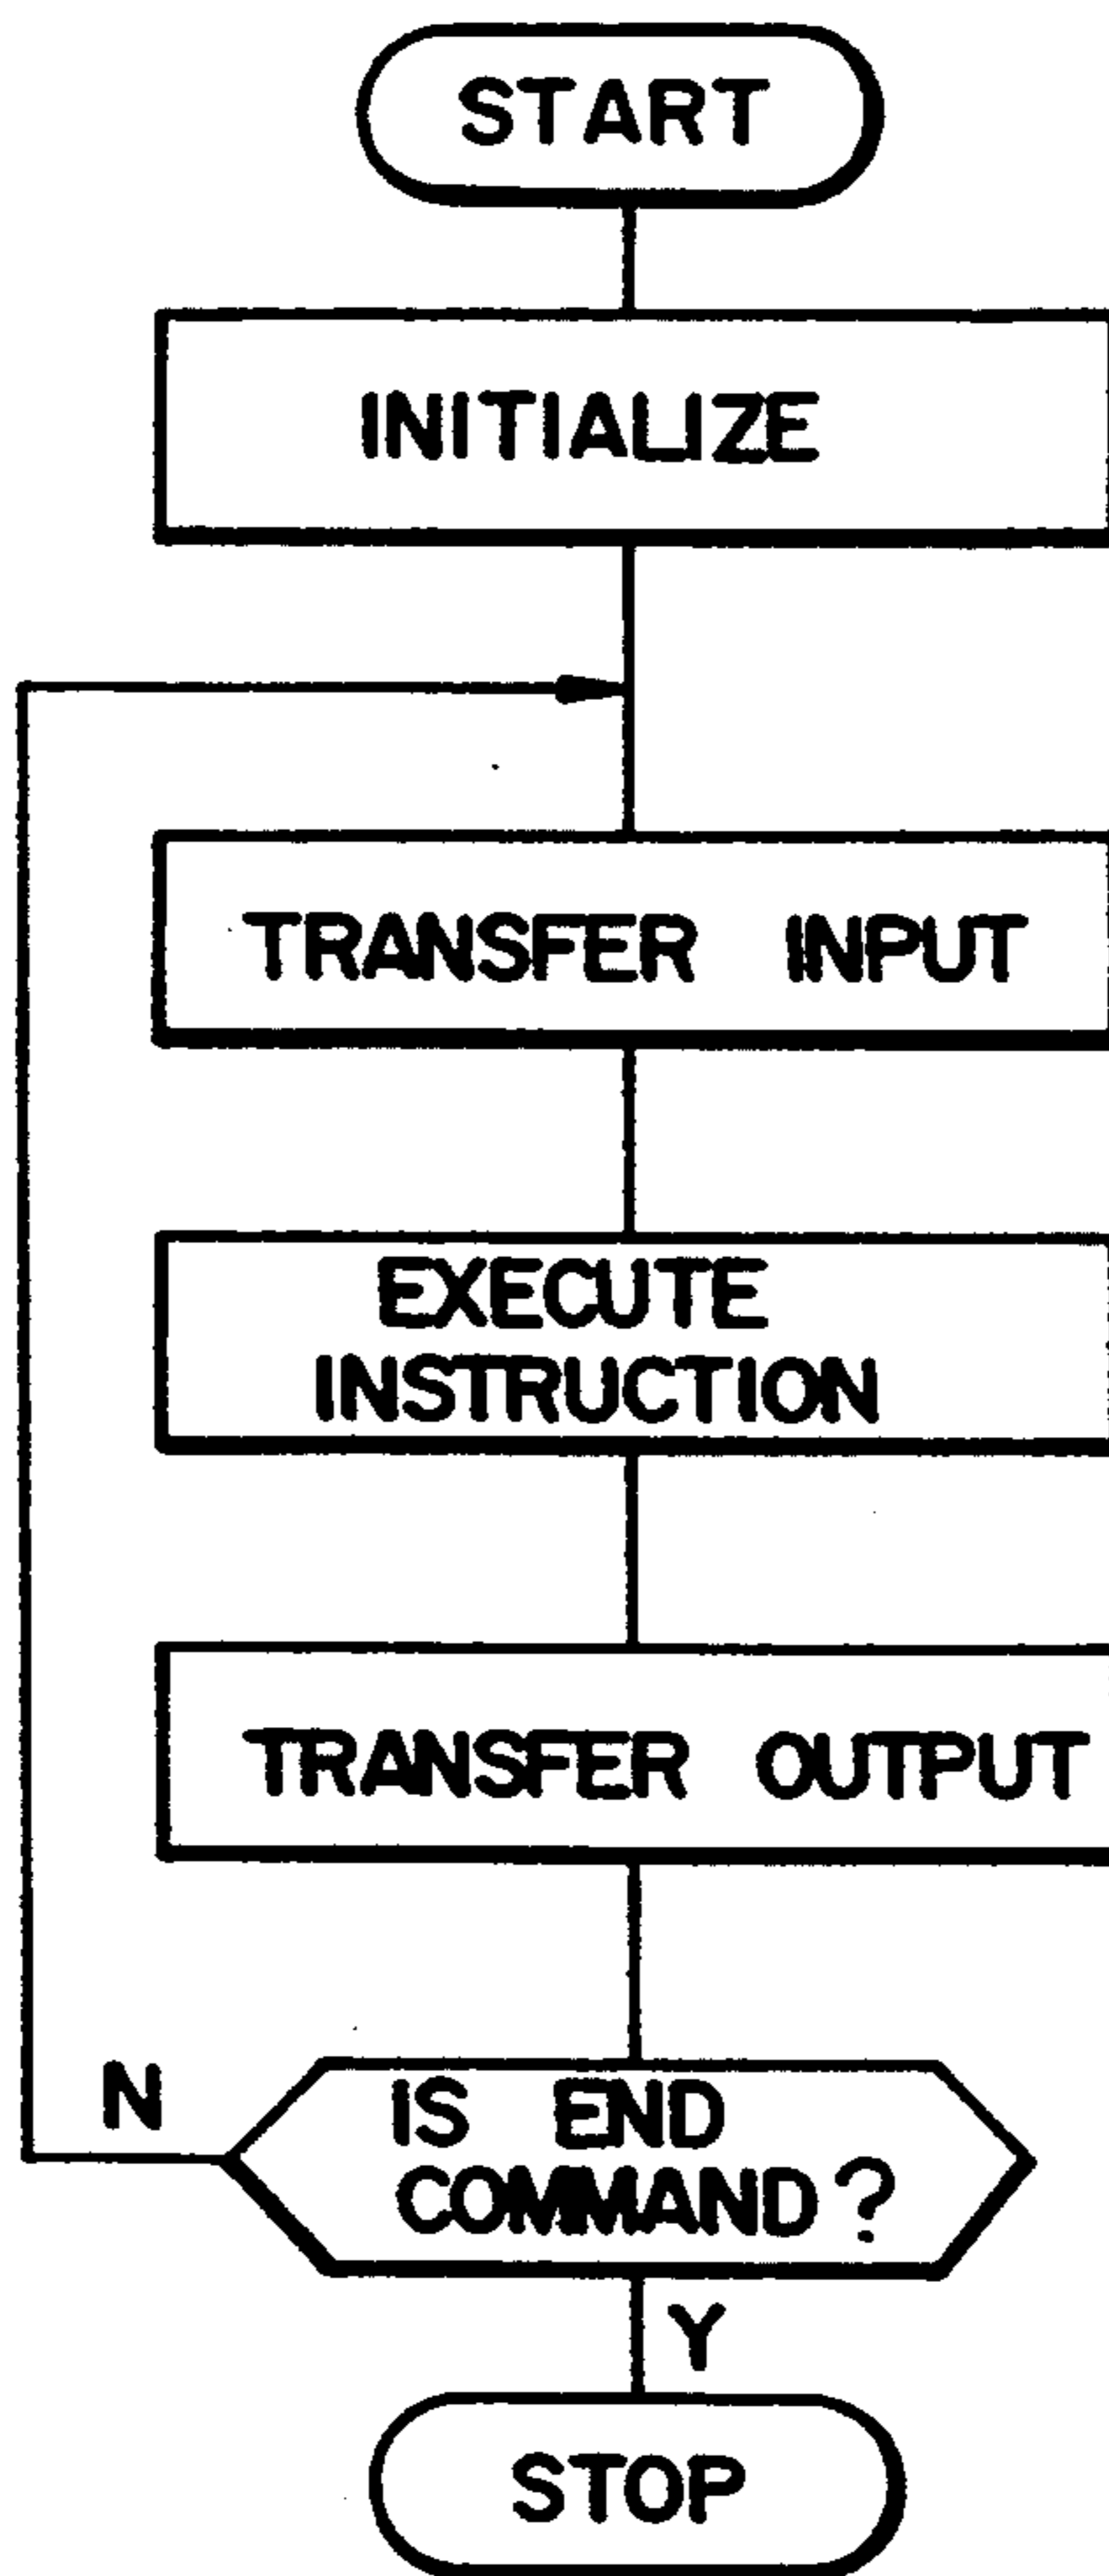 START
INITIALIZE
TRANSFER INPUT
EXECUTE
INSTRUCTION
TRANSFER OUTPUT
N
IS END
COMMAND?
Y
STOP